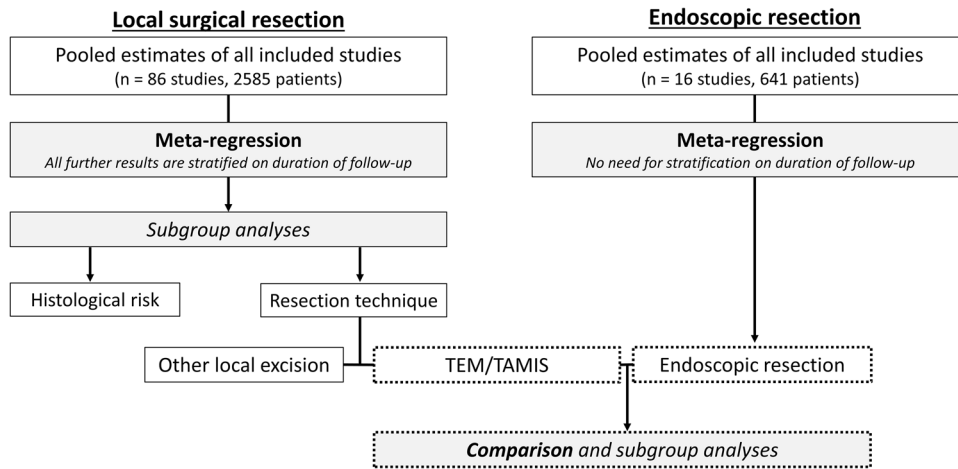 Local surgical resection
Pooled estimates of all included studies
(n = 86 studies, 2585 patients)
Meta-regression
All further results are stratified on duration of follow-up
Subgroup analyses
Histological risk
Resection technique
Other local excision
TEM/TAMIS
Endoscopic resection
Pooled estimates of all included studies
(n = 16 studies, 641 patients)
Meta-regression
No need for stratification on duration of follow-up
Endoscopic resection
Comparison and subgroup analyses